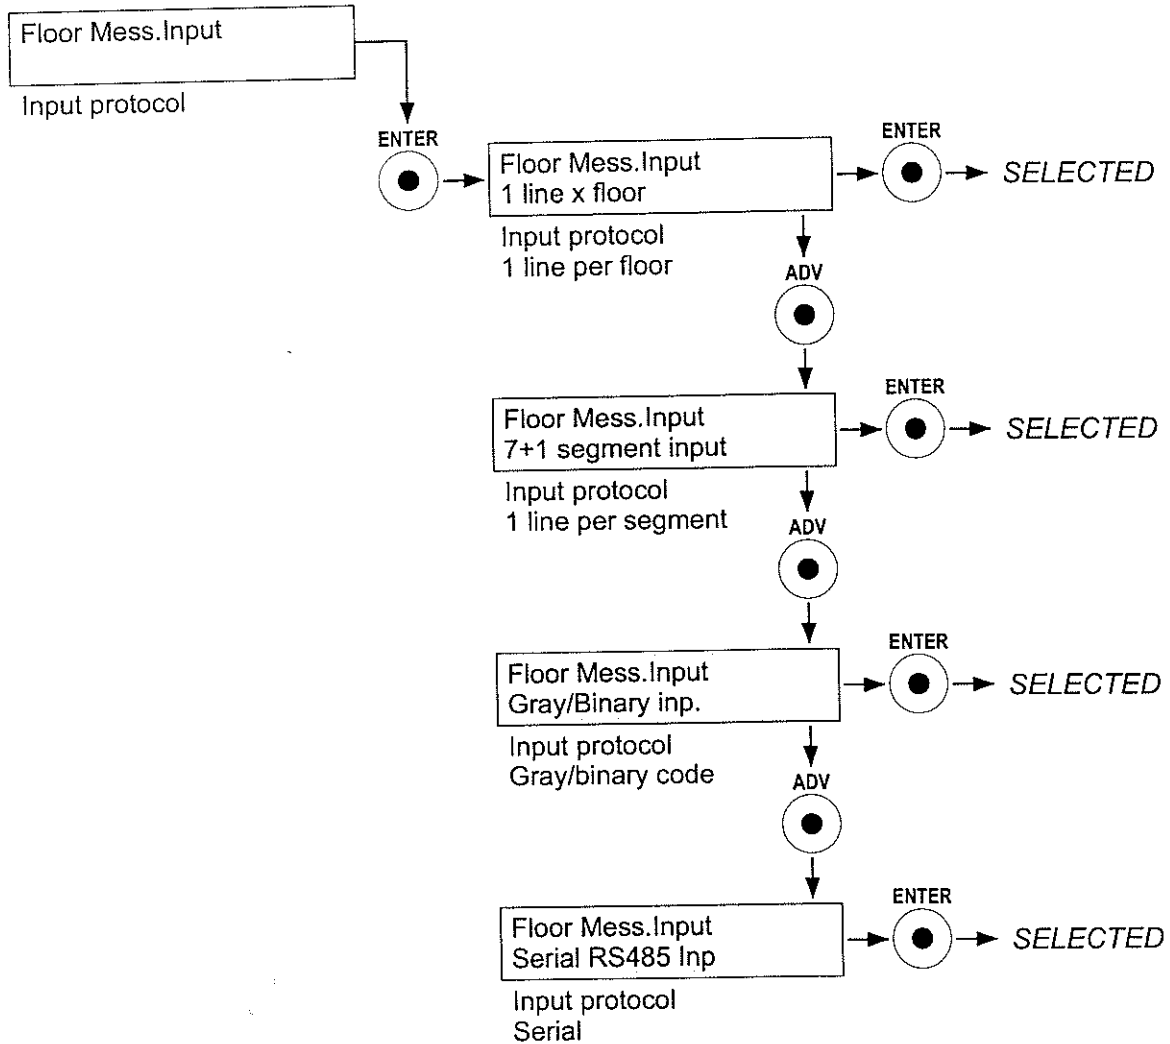 Floor Mess.Input
Input protocol
ENTER
Floor Mess.Input
1 line x floor
ENTER
SELECTED
Input protocol
1 line per floor
ADV
Floor Mess.Input
7+1 segment input
ENTER
SELECTED
Input protocol
1 line per segment
ADV
Floor Mess.Input
Gray/Binary inp.
ENTER
SELECTED
Input protocol
Gray/binary code
ADV
Floor Mess.Input
Serial RS485 Inp
ENTER
SELECTED
Input protocol
Serial